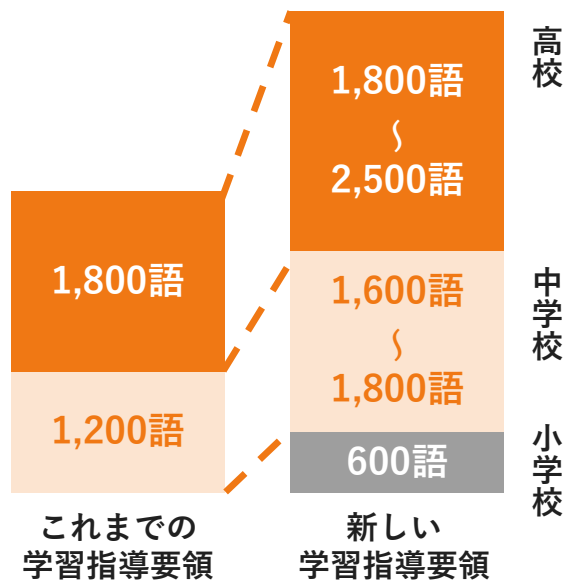 1,800語
1,200語
これまでの
学習指導要領
1,800語
〜
2,500語
1,600語
〜
1,800語
600語
新しい
学習指導要領
高校
中学校
小学校